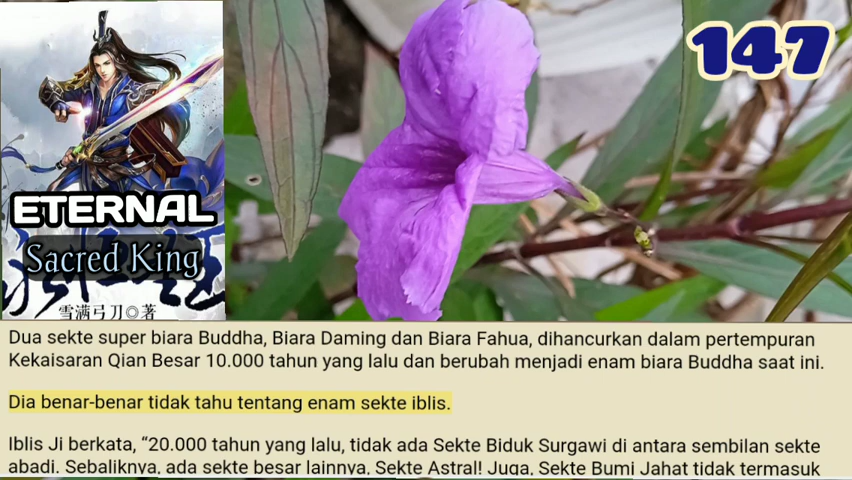 147
ETERNAL
Sacred King
雪满弓刀◎著
Dua sekte super biara Buddha, Biara Daming dan Biara Fahua, dihancurkan dalam pertempuran
Kekaisaran Qian Besar 10.000 tahun yang lalu dan berubah menjadi enam biara Buddha saat ini.
Dia benar-benar tidak tahu tentang enam sekte iblis.
Iblis Ji berkata, “20.000 tahun yang lalu, tidak ada Sekte Biduk Surgawi di antara sembilan sekte
abadi. Sebaliknya, ada sekte besar lainnya, Sekte Astral! Juga, Sekte Bumi Jahat tidak termasuk